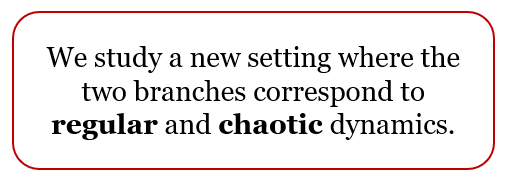 We study a new setting where the
two branches correspond to
regular and chaotic dynamics.